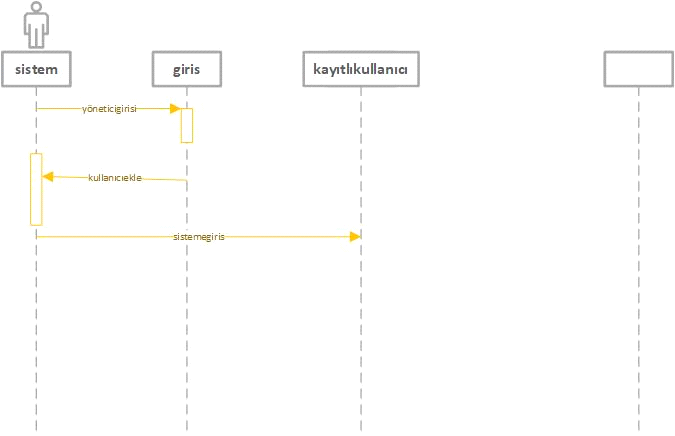 sistem
giris
kayıtlıkullanıcı
yöneticigirisi
kullanıcıekle
sistemegiris